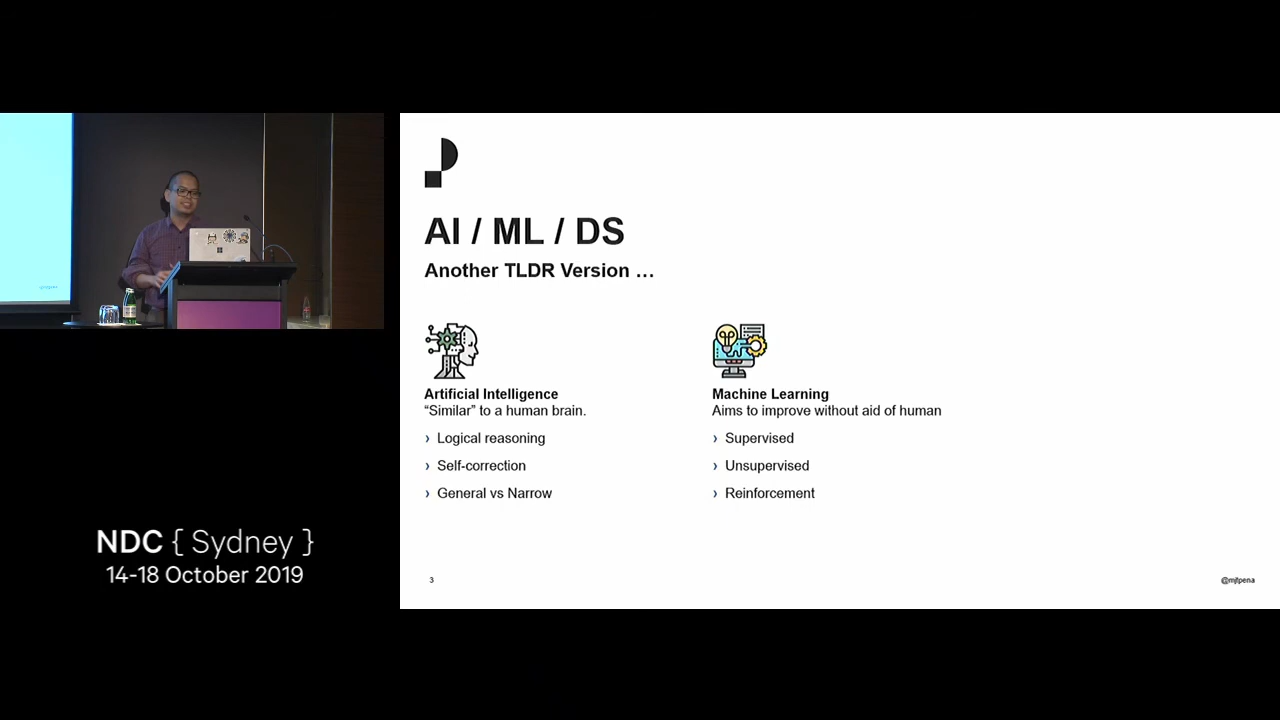 AI / ML / DS
Another TLDR Version …
Artificial Intelligence
“Similar” to a human brain.
› Logical reasoning
› Self-correction
› General vs Narrow
Machine Learning
Aims to improve without aid of human
› Supervised
› Unsupervised
› Reinforcement
3
@mjtpena
NDC { Sydney }
14-18 October 2019